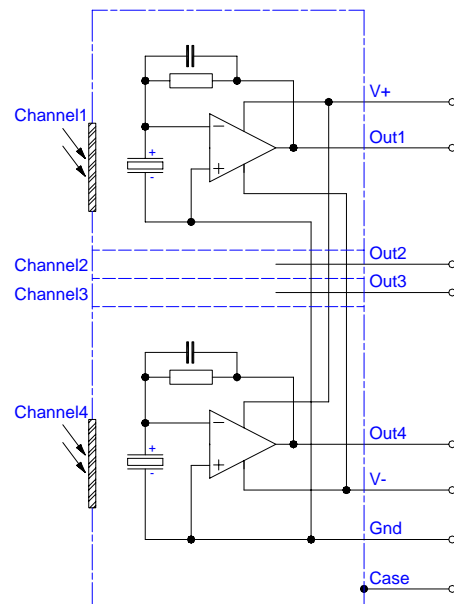 V+
Channel1
Out1
+
-
−
+
Out2
Channel2
Out3
Channel3
Channel4
Out4
+
-
−
+
V-
Gnd
Case